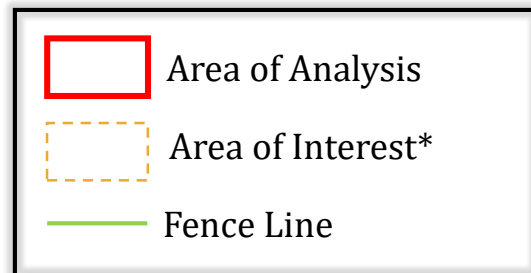 Area of Analysis
Area of Interest*
Fence Line